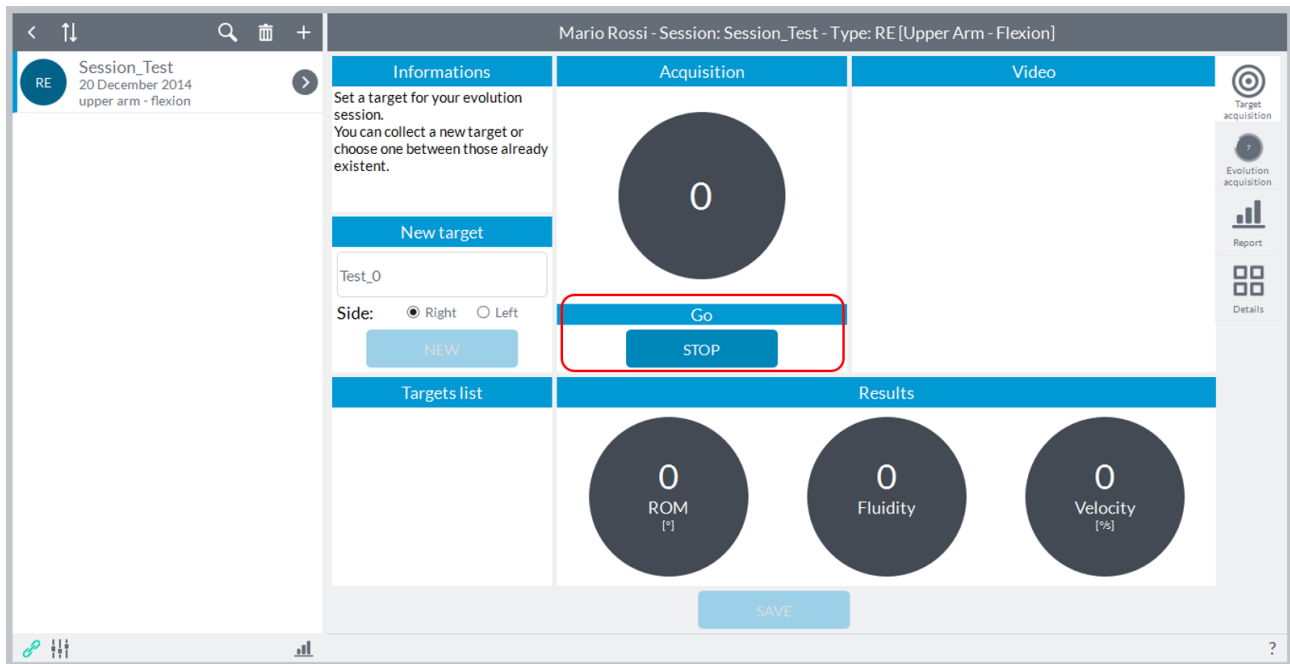 Mario Rossi - Session: Session_Test - Type: RE [Upper Arm - Flexion]
RE
Session_Test
20 December 2014
upper arm - flexion
Informations
Set a target for your evolution
session.
You can collect a new target or
choose one between those already
existent.
New target
Test_0
Side: Right Left
NEW
Targets list
Acquisition
0
Go
STOP
Video
Results
0
ROM
[°]
0
Fluidity
0
Velocity
[°/s]
SAVE
Target
acquisition
7
Evolution
acquisition
Report
Details
?